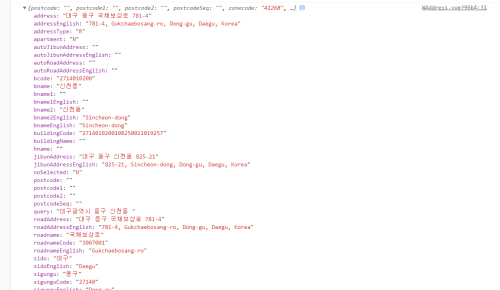 ▼{postcode: "", postcode1: "", postcode2: "", postcodeSeq: "", zonecode: "41260", …} WAddress.vue?96b4:31
address: "대구 동구 국채보상로 781-4"
addressEnglish: "781-4, Gukchaebosang-ro, Dong-gu, Daegu, Korea"
addressType: "R"
apartment: "N"
autoJibunAddress: ""
autoJibunAddressEnglish: ""
autoRoadAddress: ""
autoRoadAddressEnglish: ""
bcode: "2714010200"
bname: "신천동"
bname1: ""
bname1English: ""
bname2: "신천동"
bname2English: "Sincheon-dong"
bnameEnglish: "Sincheon-dong"
buildingCode: "2714010200108250021019257"
buildingName: ""
hname: ""
jibunAddress: "대구 동구 신천동 825-21"
jibunAddressEnglish: "825-21, Sincheon-dong, Dong-gu, Daegu, Korea"
noSelected: "N"
postcode: ""
postcode1: ""
postcode2: ""
postcodeSeq: ""
query: "대구광역시 동구 신천동 "
roadAddress: "대구 동구 국채보상로 781-4"
roadAddressEnglish: "781-4, Gukchaebosang-ro, Dong-gu, Daegu, Korea"
roadname: "국채보상로"
roadnameCode: "3007001"
roadnameEnglish: "Gukchaebosang-ro"
sido: "대구"
sidoEnglish: "Daegu"
sigungu: "동구"
sigunguCode: "27140"
sigunguEnglish: "Dong-gu"